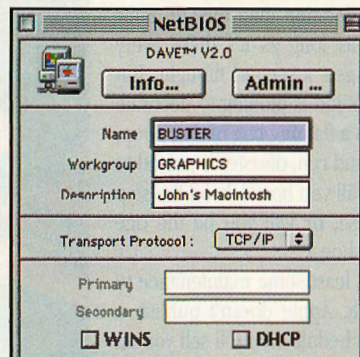 NetBIOS
DAVE™ V2.0
Info...
Admin ...
Name BUSTER
Workgroup GRAPHICS
Description John's Macintosh
Transport Protocol: TCP/IP
Primary
Secondary
WINS DHCP